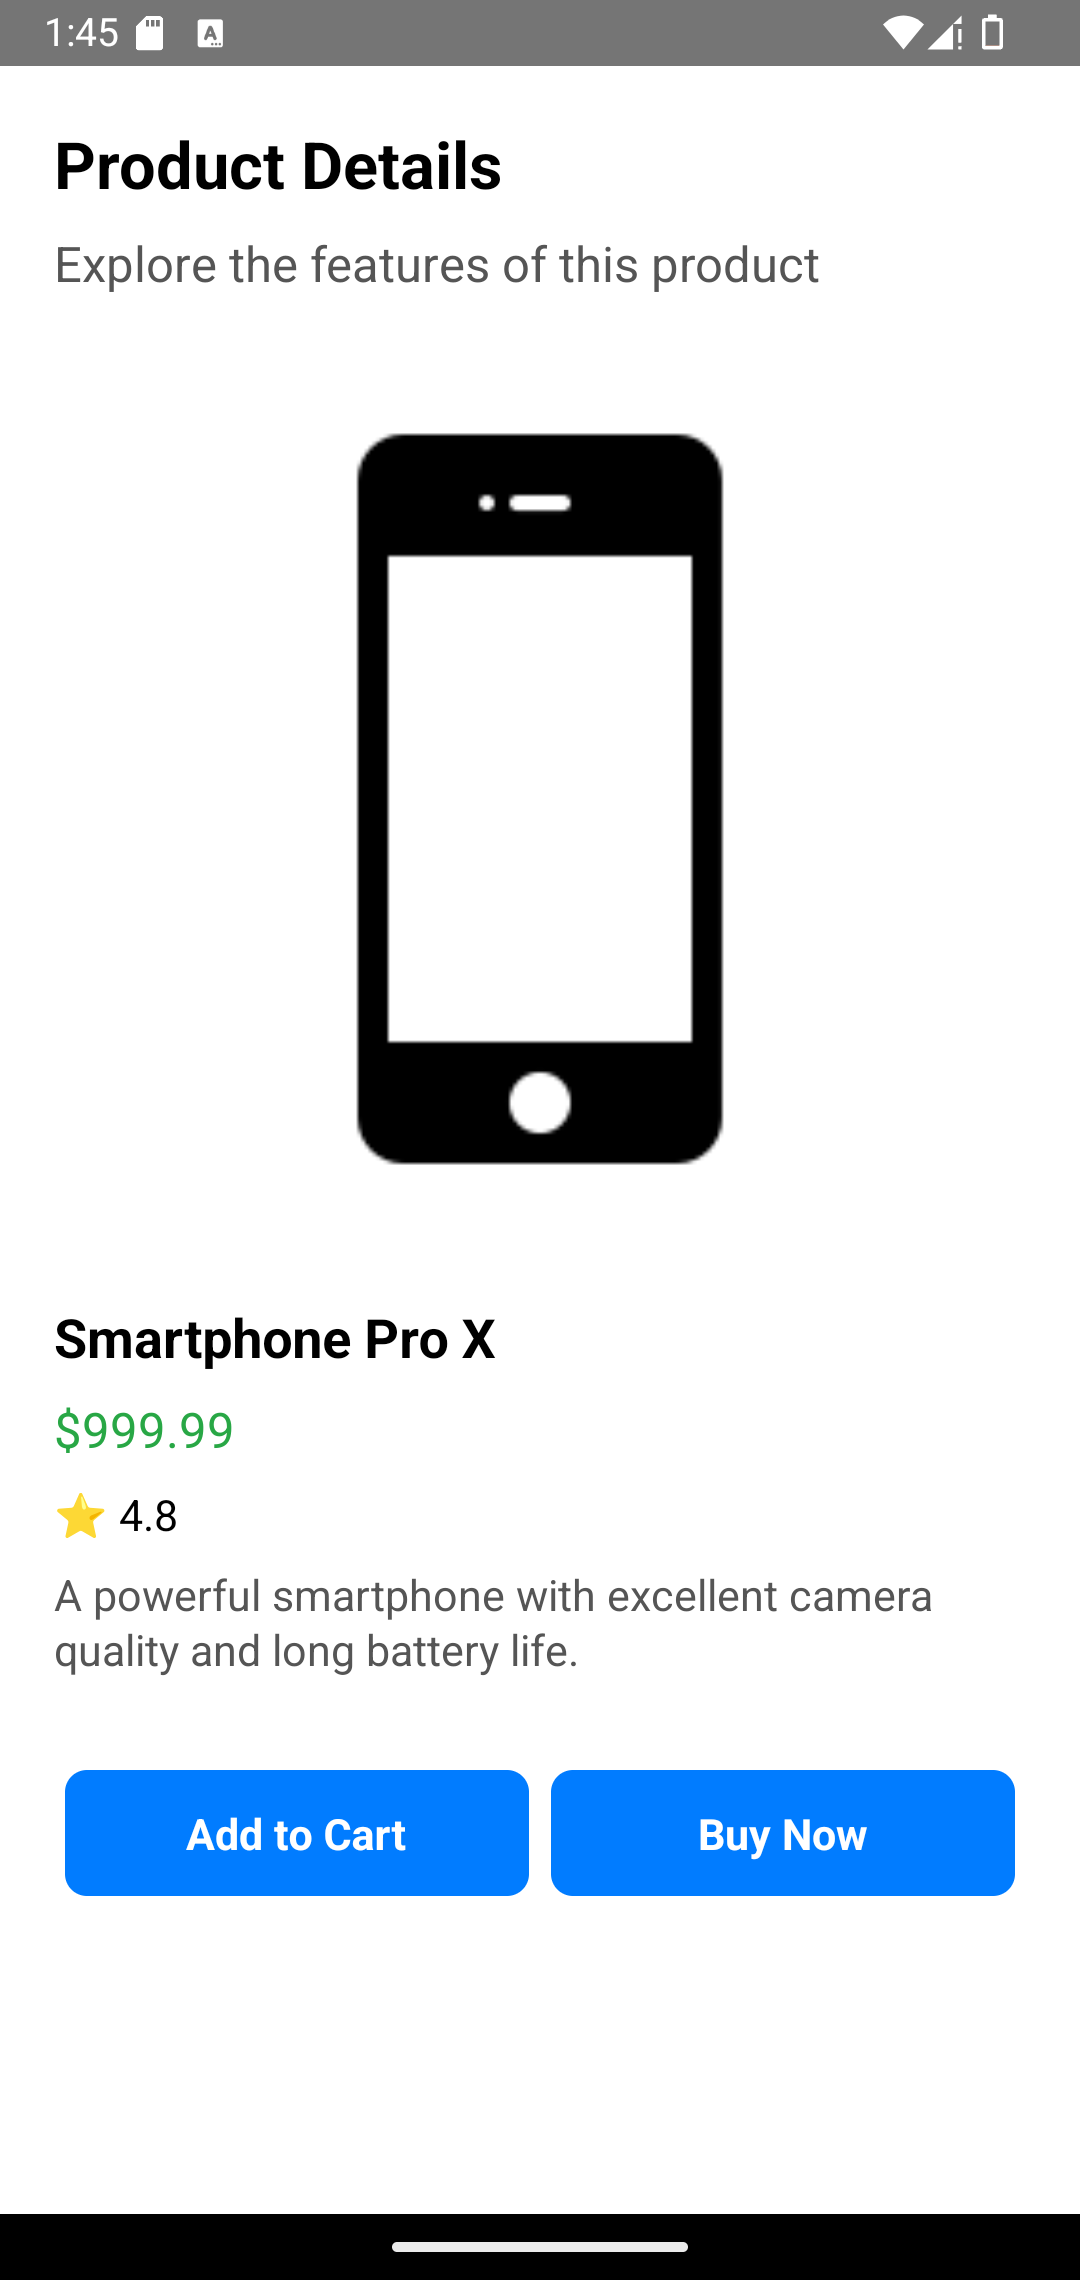 1:45
Product Details
Explore the features of this product
Smartphone Pro X
$999.99
⭐ 4.8
A powerful smartphone with excellent camera
quality and long battery life.
Add to Cart
Buy Now